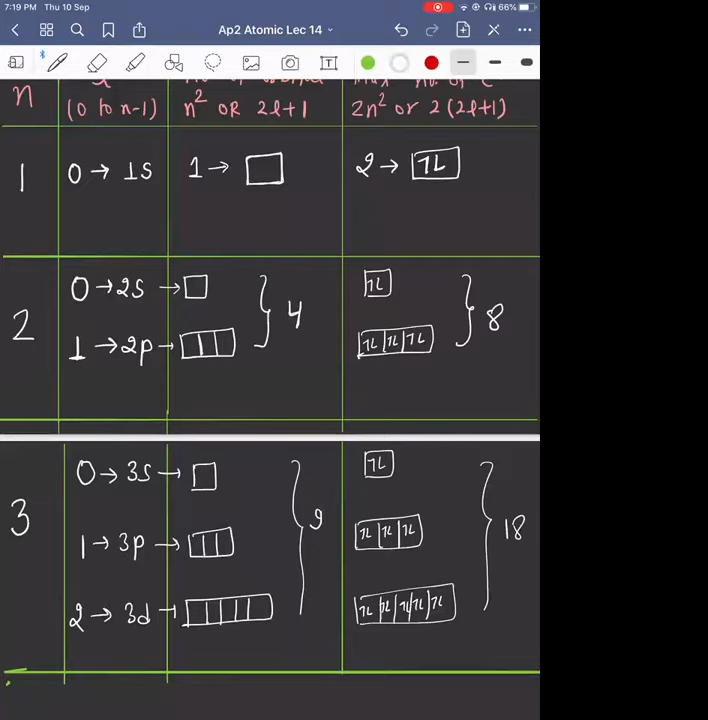 7:19 PM Thu 10 Sep 66%
Ap2 Atomic Lec 14
T
n (0 to n-1) n² OR 2l+1 2n² or 2(2l+1)
1 0 → 1s 1 → 2 →
0 → 2s →
2 4 8
1 → 2p →
0 → 3s →
3 1 → 3p → 9 18
2 → 3d →